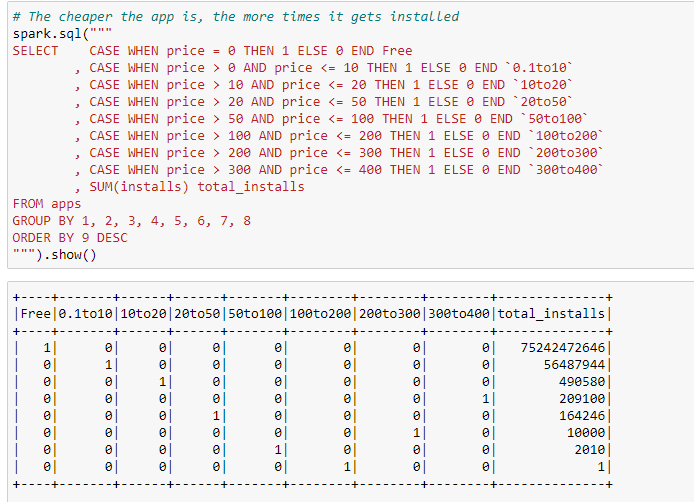 # The cheaper the app is, the more times it gets installed
spark.sql("""
SELECT    CASE WHEN price = 0 THEN 1 ELSE 0 END Free
        , CASE WHEN price > 0 AND price <= 10 THEN 1 ELSE 0 END `0.1to10`
        , CASE WHEN price > 10 AND price <= 20 THEN 1 ELSE 0 END `10to20`
        , CASE WHEN price > 20 AND price <= 50 THEN 1 ELSE 0 END `20to50`
        , CASE WHEN price > 50 AND price <= 100 THEN 1 ELSE 0 END `50to100`
        , CASE WHEN price > 100 AND price <= 200 THEN 1 ELSE 0 END `100to200`
        , CASE WHEN price > 200 AND price <= 300 THEN 1 ELSE 0 END `200to300`
        , CASE WHEN price > 300 AND price <= 400 THEN 1 ELSE 0 END `300to400`
        , SUM(installs) total_installs
FROM apps
GROUP BY 1, 2, 3, 4, 5, 6, 7, 8
ORDER BY 9 DESC
""").show()
+----+-------+------+------+-------+--------+--------+--------+--------------+
|Free|0.1to10|10to20|20to50|50to100|100to200|200to300|300to400|total_installs|
+----+-------+------+------+-------+--------+--------+--------+--------------+
|   1|      0|     0|     0|      0|       0|       0|       0|   75242472646|
|   0|      1|     0|     0|      0|       0|       0|       0|      56487944|
|   0|      0|     1|     0|      0|       0|       0|       0|        490580|
|   0|      0|     0|     0|      0|       0|       0|       1|        209100|
|   0|      0|     0|     1|      0|       0|       0|       0|        164246|
|   0|      0|     0|     0|      0|       0|       1|       0|         10000|
|   0|      0|     0|     0|      1|       0|       0|       0|          2010|
|   0|      0|     0|     0|      0|       1|       0|       0|             1|
+----+-------+------+------+-------+--------+--------+--------+--------------+